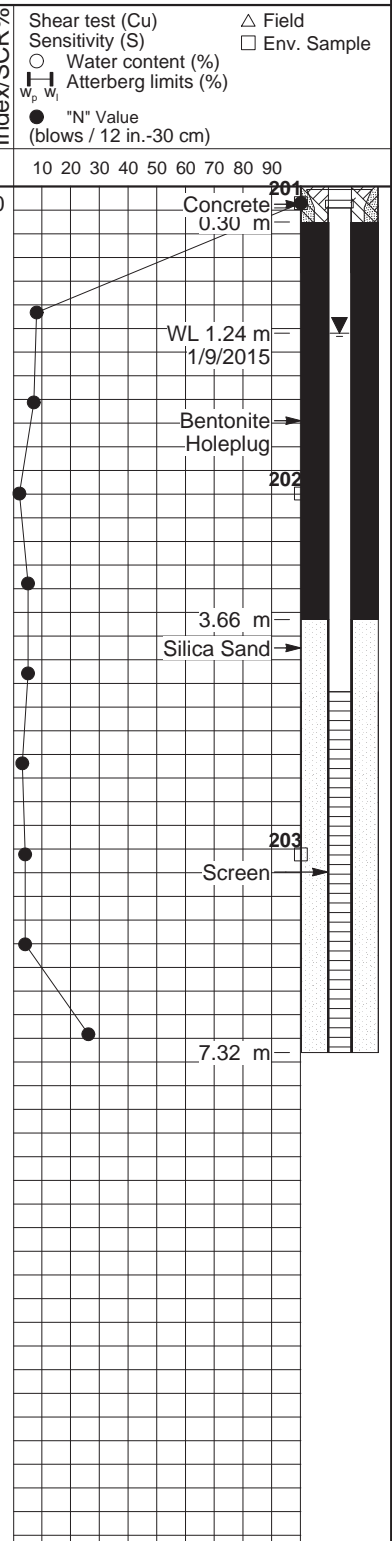 Index/SCR %
Shear test (Cu)
Sensitivity (S)
△ Field
□ Env. Sample
○ Water content (%)
Atterberg limits (%)
Wp Wl
● "N" Value
(blows / 12 in.-30 cm)
10 20 30 40 50 60 70 80 90
201
Concrete
0.30 m
WL 1.24 m
1/9/2015
Bentonite
Holeplug
202
3.66 m
Silica Sand
203
Screen
7.32 m